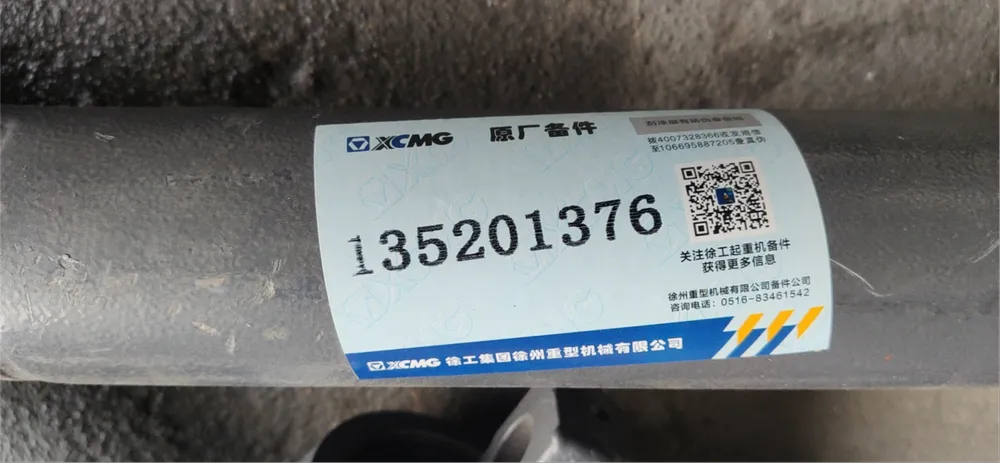 XCMG 原厂备件
刮涂层有防伪查询码
拨4007328366或发短信
至106695887205查真伪
135201376
关注徐工起重机备件
获得更多信息
徐州重型机械有限公司备件公司
咨询电话：0516-83461542
XCMG 徐工集团徐州重型机械有限公司